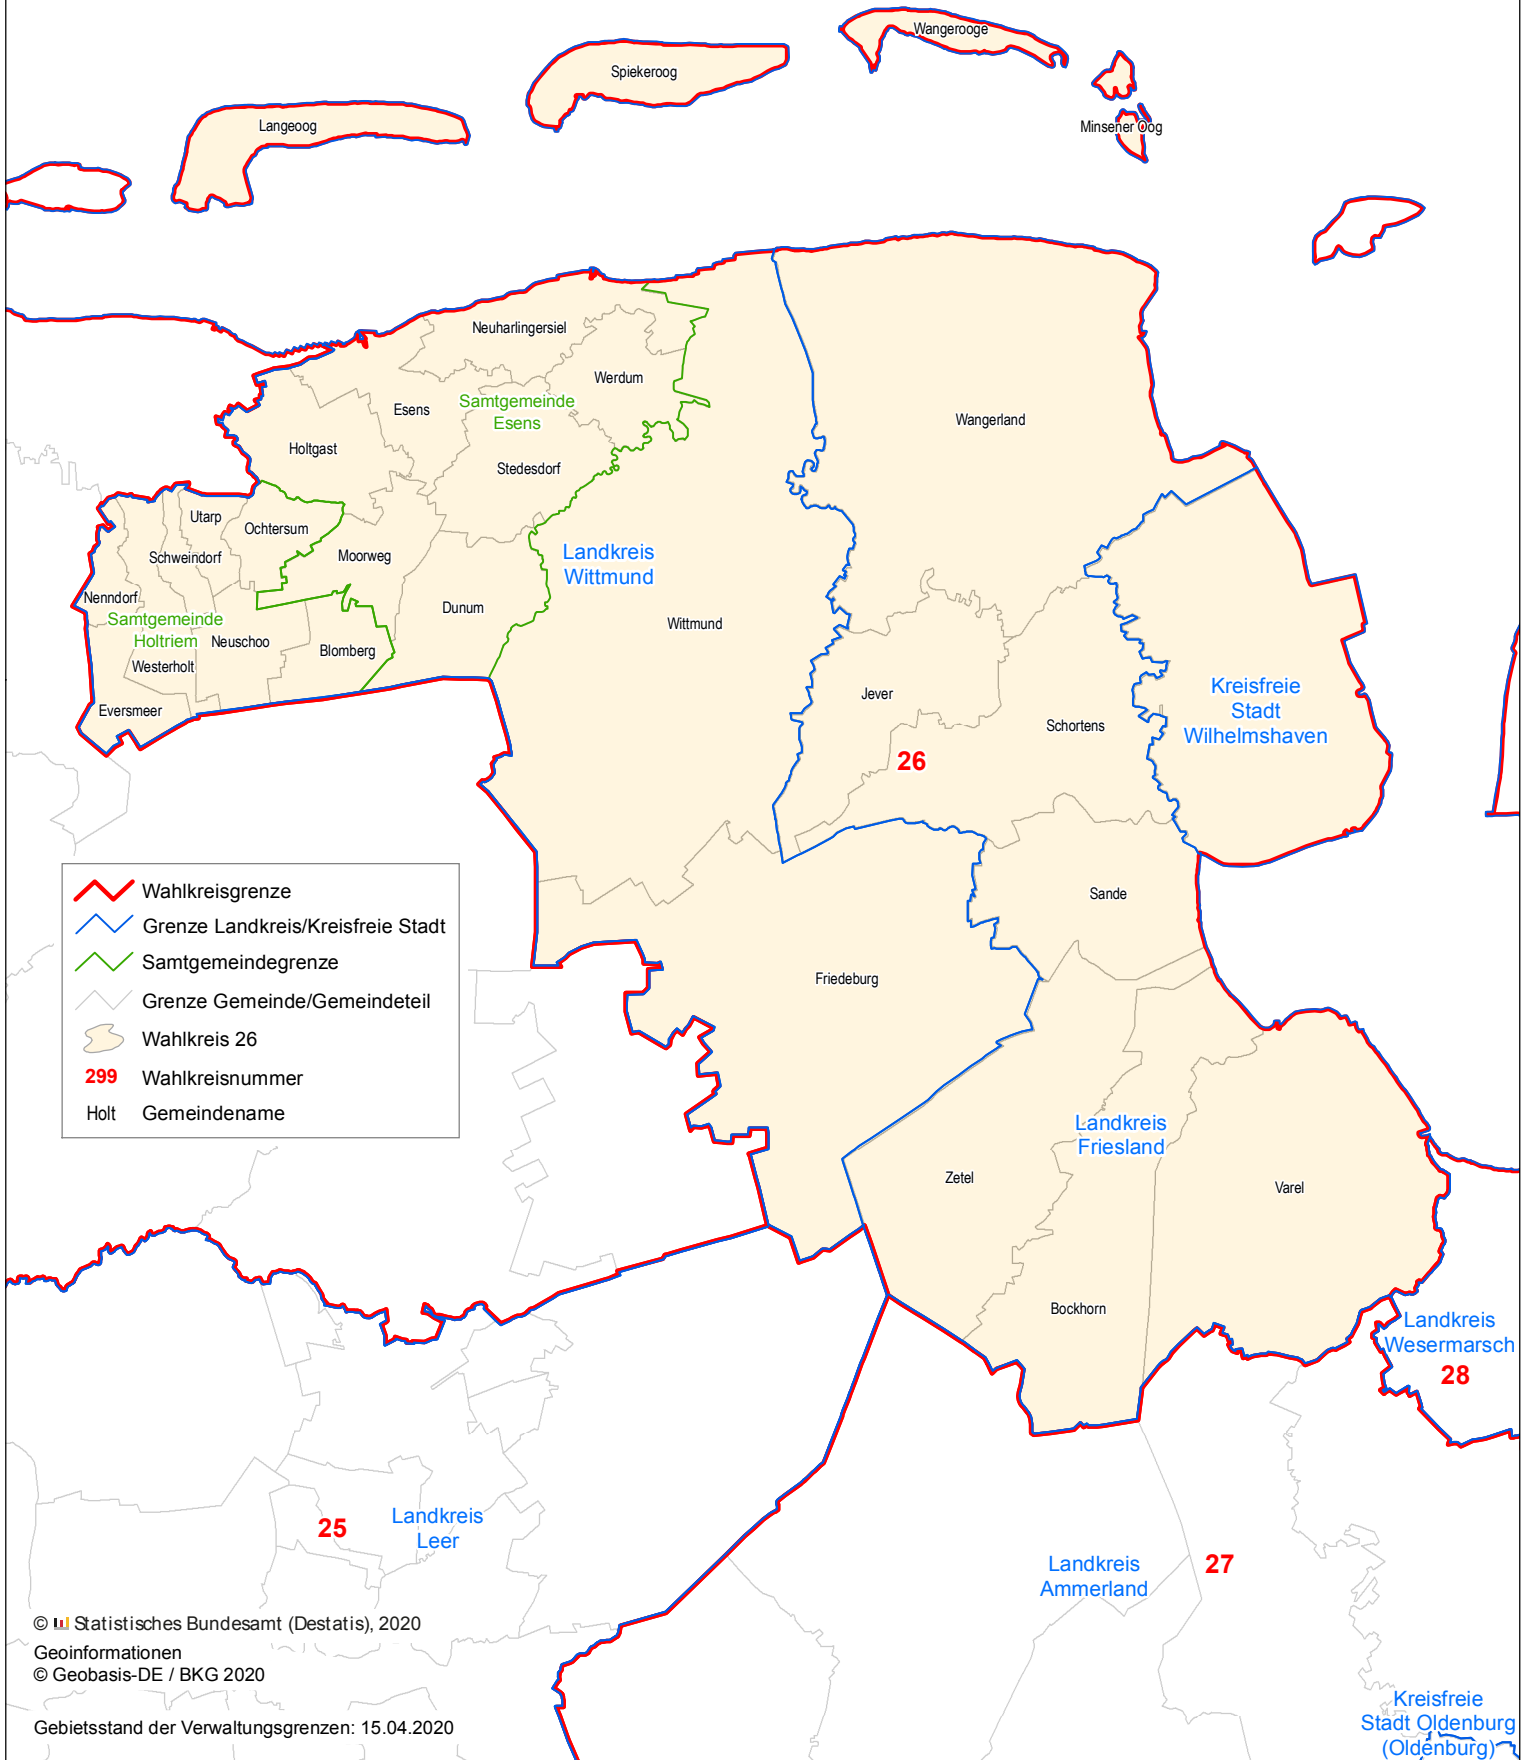 Wangerooge
Spiekeroog
Langeoog
Minsener Oog
Neuharlingersiel
Werdum
Esens
Samtgemeinde
Esens
Wangerland
Holtgast
Stedesdorf
Utarp
Ochtersum
Schweindorf
Moorweg
Landkreis
Wittmund
Nenndorf
Dunum
Samtgemeinde
Holtriem
Neuschoo
Wittmund
Blomberg
Westerholt
Jever
Kreisfreie
Stadt
Wilhelmshaven
Eversmeer
Schortens
26
Wahlkreisgrenze
Grenze Landkreis/Kreisfreie Stadt
Samtgemeindegrenze
Grenze Gemeinde/Gemeindeteil
Wahlkreis 26
299 Wahlkreisnummer
Holt Gemeindename
Sande
Friedeburg
Landkreis
Friesland
Zetel
Varel
Bockhorn
Landkreis
Wesermarsch
28
25
Landkreis
Leer
Landkreis
Ammerland
27
© Statistisches Bundesamt (Destatis), 2020
Geoinformationen
© Geobasis-DE / BKG 2020
Gebietsstand der Verwaltungsgrenzen: 15.04.2020
Kreisfreie
Stadt Oldenburg
(Oldenburg)